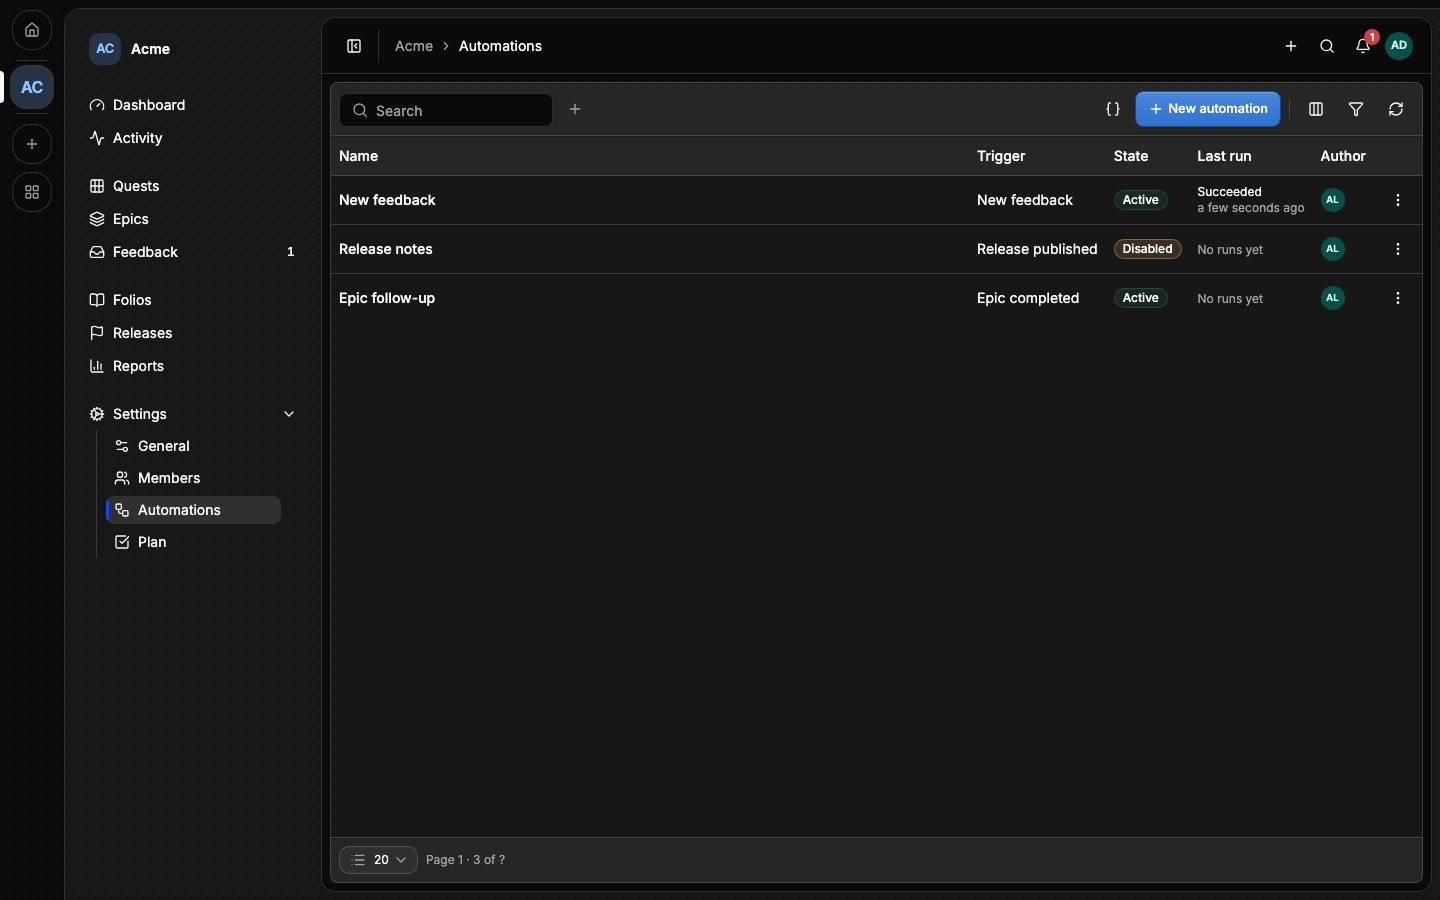 AC
AC Acme
Dashboard
Activity
Quests
Epics
Feedback 1
Folios
Releases
Reports
Settings
General
Members
Automations
Plan
Acme > Automations
1
AD
Search
{} + New automation
Name Trigger State Last run Author
New feedback New feedback Active Succeeded a few seconds ago AL
Release notes Release published Disabled No runs yet AL
Epic follow-up Epic completed Active No runs yet AL
20 Page 1 · 3 of ?